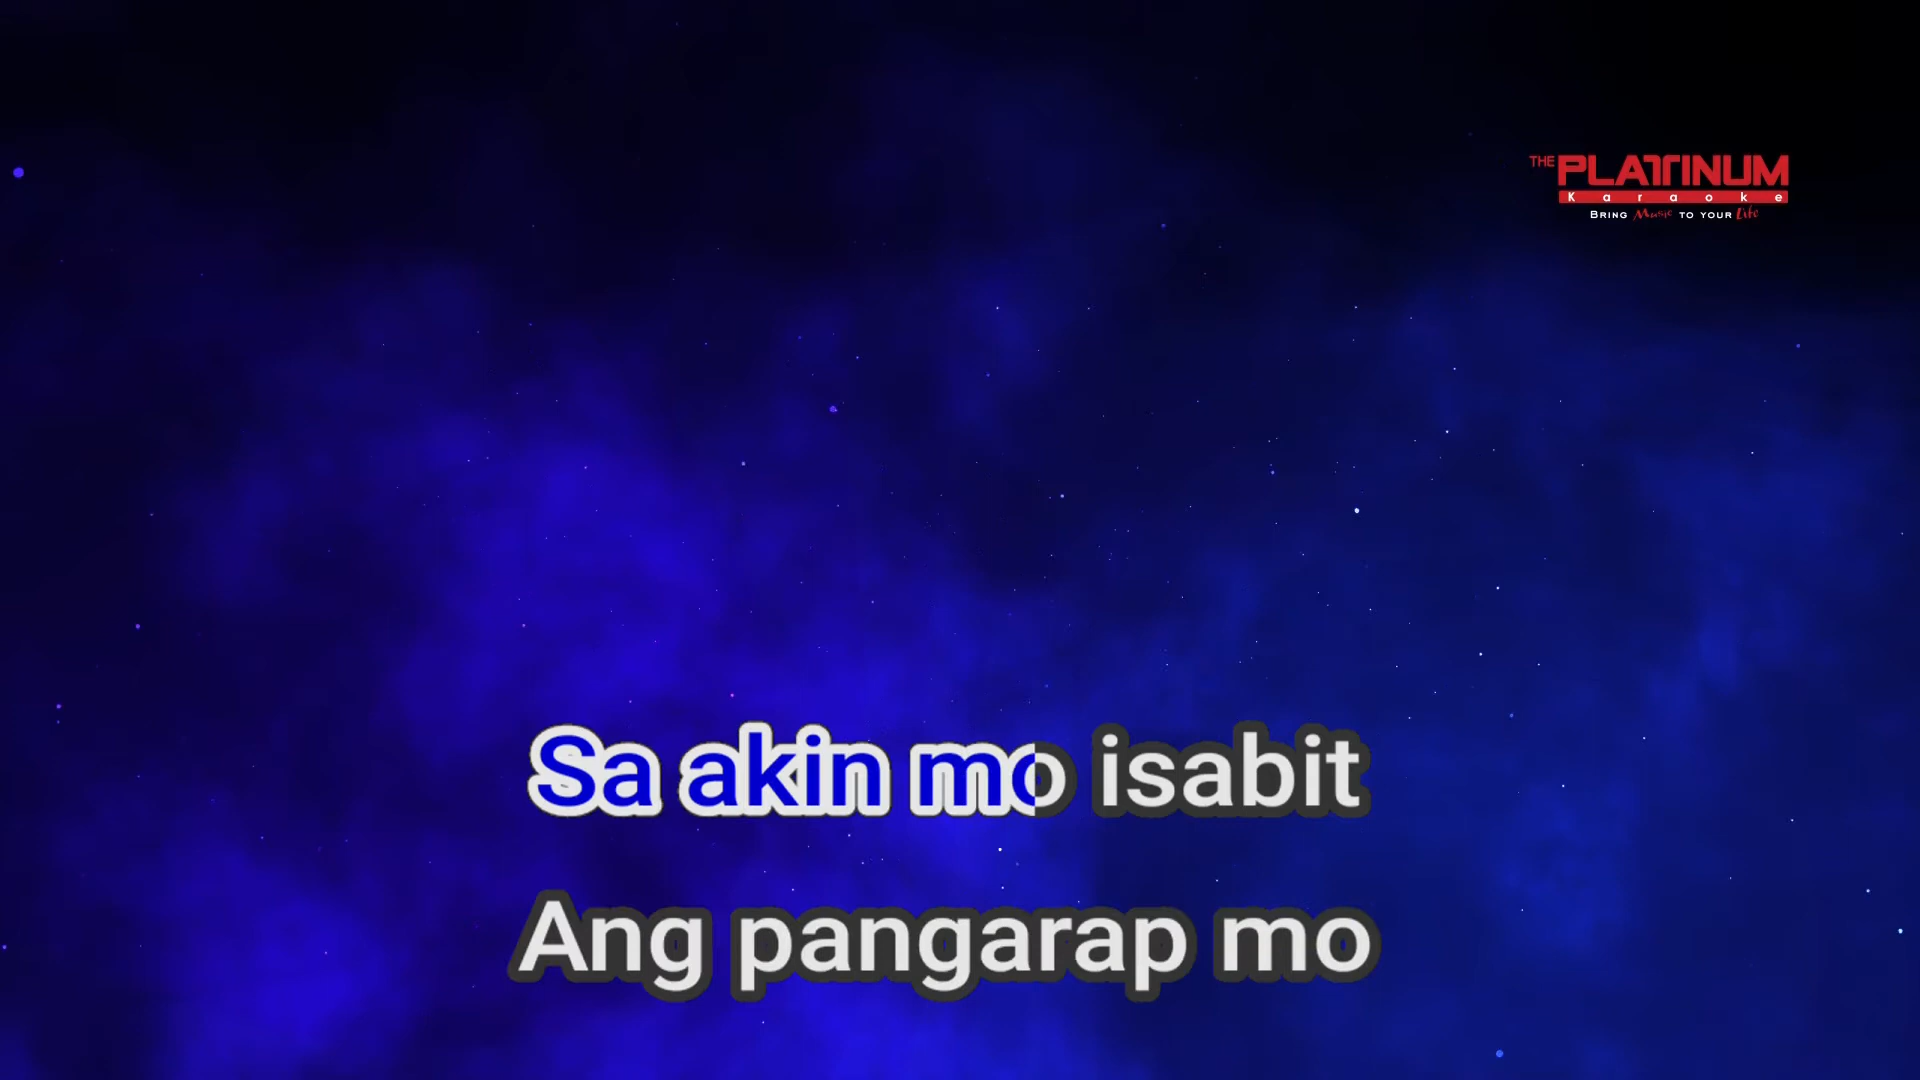 THE PLATINUM
Karaoke
BRING Music TO YOUR Life
Sa akin mo isabit
Ang pangarap mo